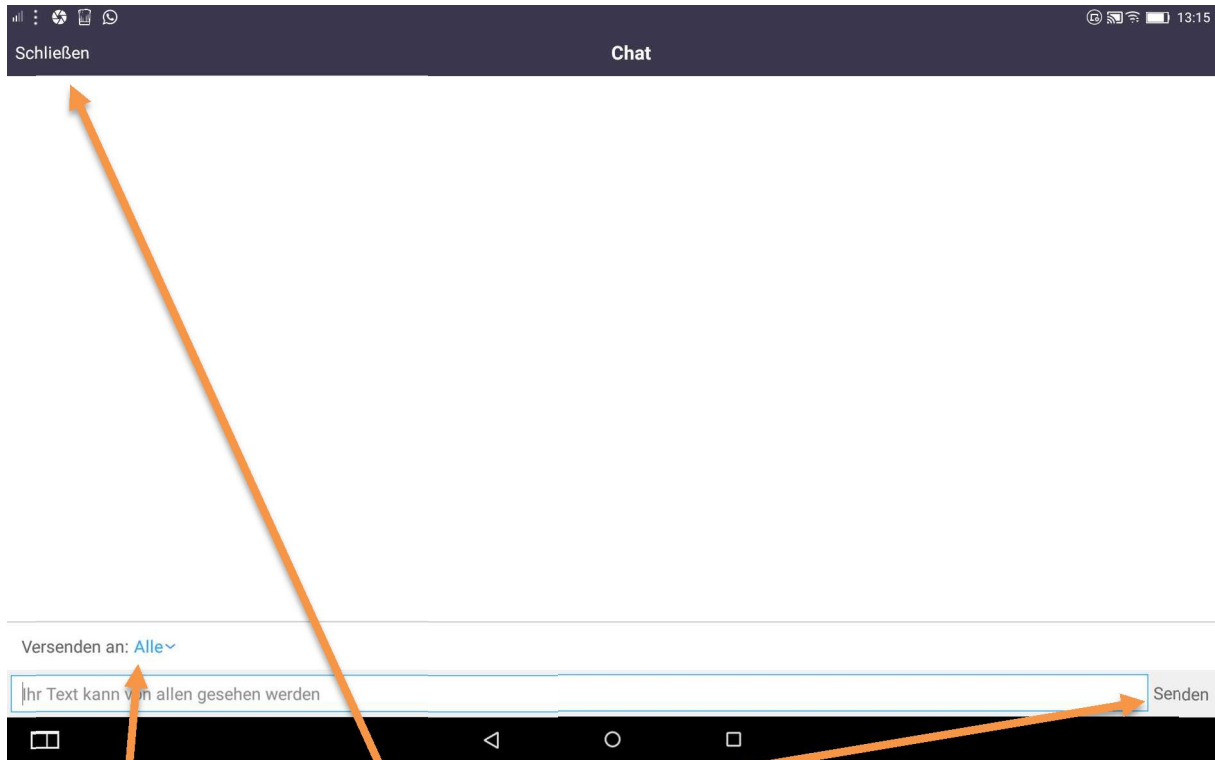 13:15
Schließen
Chat
Versenden an: Alle
Ihr Text kann von allen gesehen werden
Senden